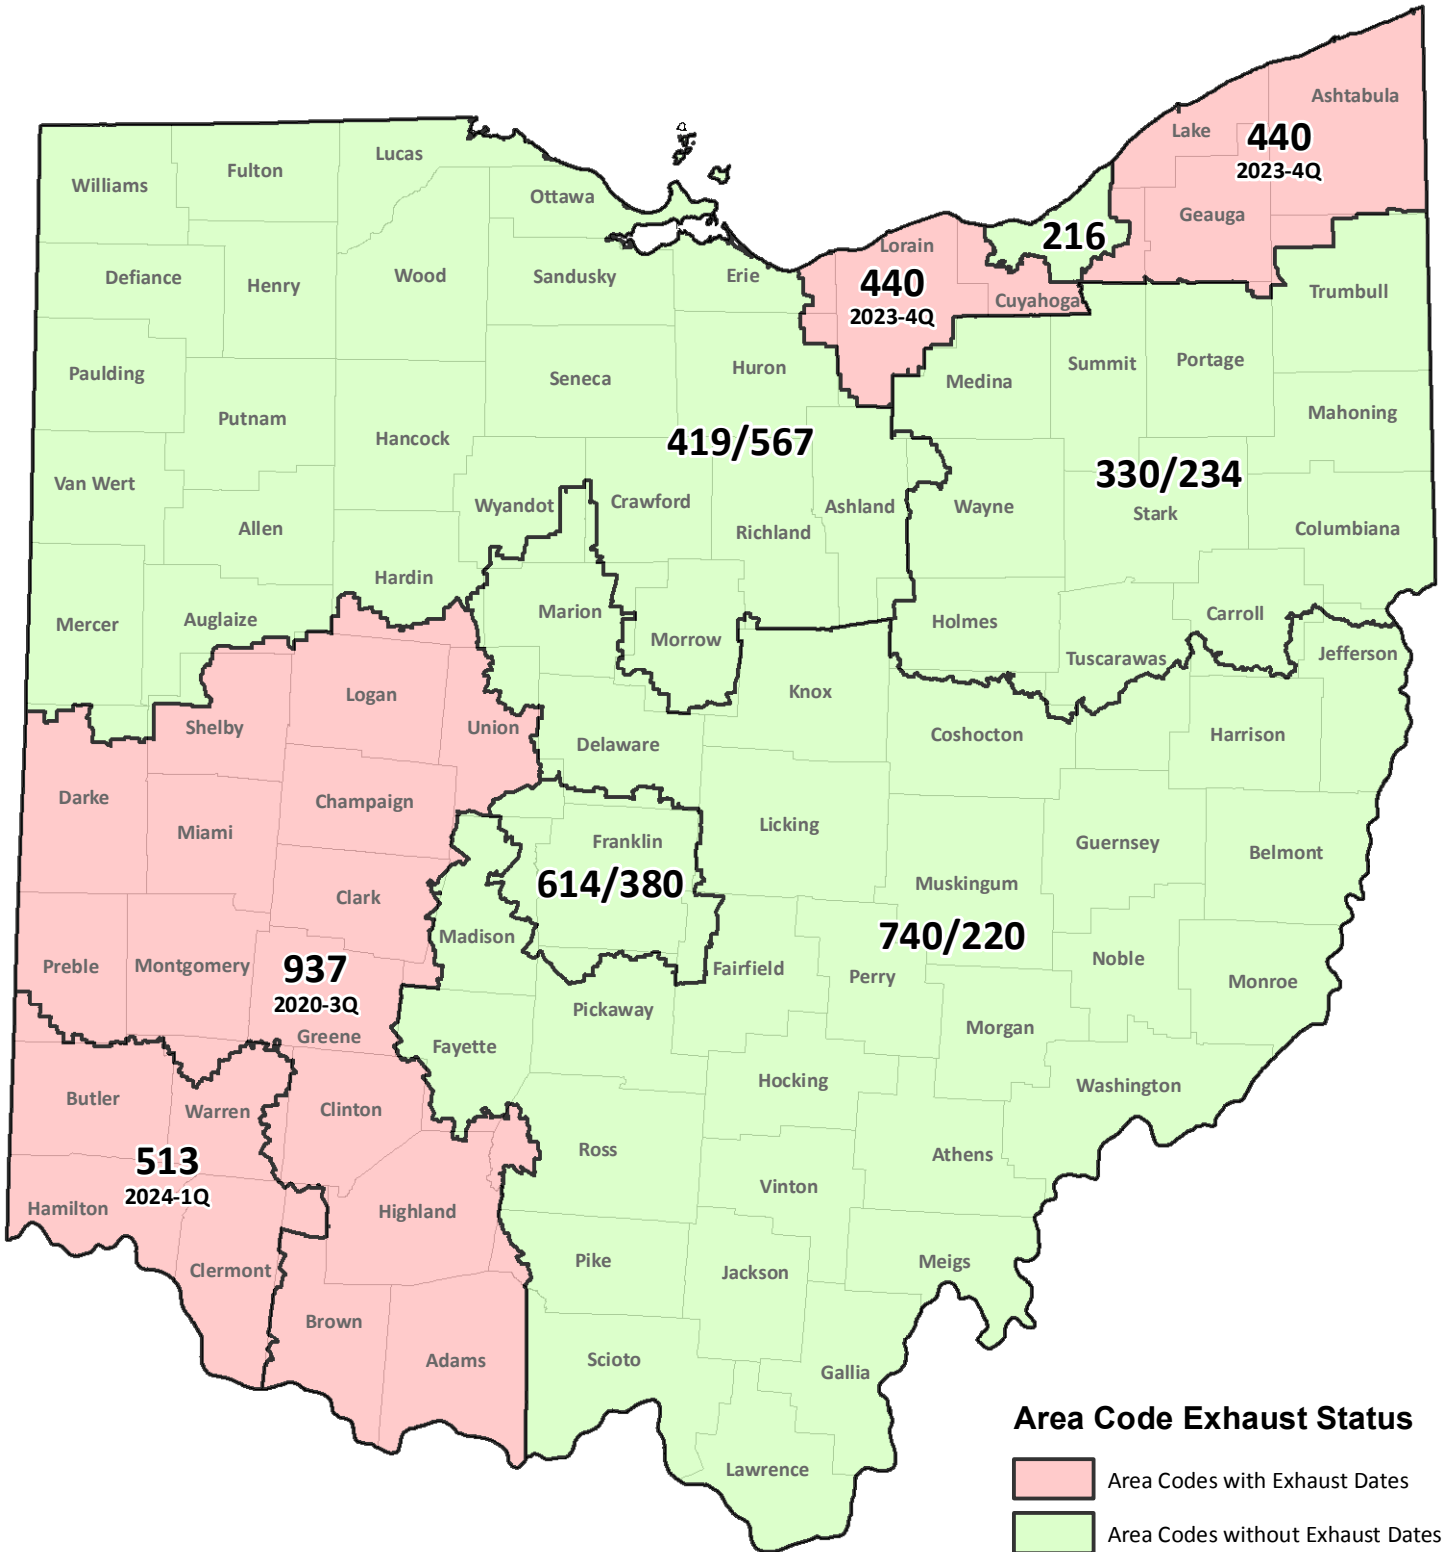 Ashtabula
Lake
440
2023-4Q
Geauga
Lucas
Fulton
Williams
Ottawa
216
Lorain
440
2023-4Q
Cuyahoga
Defiance
Henry
Wood
Sandusky
Erie
Trumbull
Paulding
Putnam
Hancock
Seneca
Huron
Medina
Summit
Portage
Mahoning
419/567
330/234
Van Wert
Allen
Wyandot
Crawford
Richland
Ashland
Wayne
Stark
Columbiana
Hardin
Mercer
Auglaize
Marion
Morrow
Holmes
Tuscarawas
Carroll
Jefferson
Logan
Shelby
Union
Delaware
Knox
Coshocton
Harrison
Darke
Miami
Champaign
Franklin
Licking
Guernsey
Belmont
Clark
614/380
Muskingum
740/220
Madison
Preble
Montgomery
937
2020-3Q
Greene
Fairfield
Perry
Noble
Monroe
Pickaway
Morgan
Fayette
Hocking
Washington
Butler
Warren
Clinton
513
2024-1Q
Ross
Athens
Hamilton
Highland
Vinton
Clermont
Pike
Jackson
Meigs
Brown
Adams
Scioto
Gallia
Lawrence
Area Code Exhaust Status
Area Codes with Exhaust Dates
Area Codes without Exhaust Dates